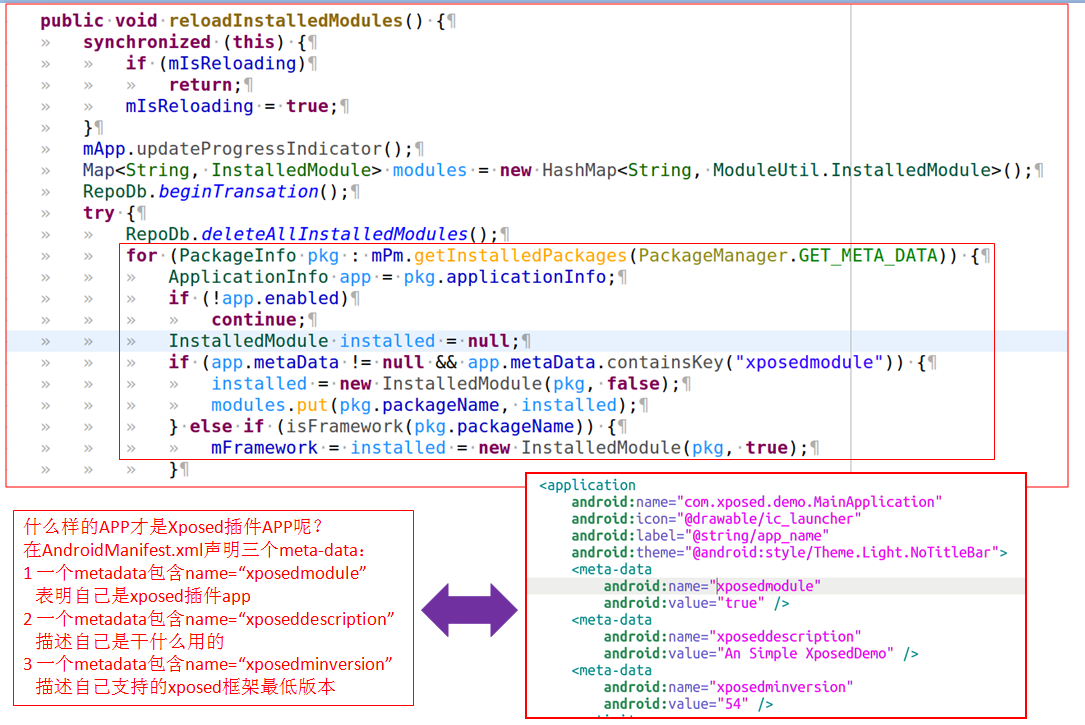 public void reloadInstalledModules() {
synchronized (this) {
if (mIsReloading)
return;
mIsReloading = true;
}
mApp.updateProgressIndicator();
Map<String, InstalledModule> modules = new HashMap<String, ModuleUtil.InstalledModule>();
RepoDb.beginTransation();
try {
RepoDb.deleteAllInstalledModules();
for (PackageInfo pkg : mPm.getInstalledPackages(PackageManager.GET_META_DATA)) {
ApplicationInfo app = pkg.applicationInfo;
if (!app.enabled)
continue;
InstalledModule installed = null;
if (app.metaData != null && app.metaData.containsKey("xposedmodule")) {
installed = new InstalledModule(pkg, false);
modules.put(pkg.packageName, installed);
} else if (isFramework(pkg.packageName)) {
mFramework = installed = new InstalledModule(pkg, true);
}
什么样的APP才是Xposed插件APP呢？
在AndroidManifest.xml声明三个meta-data：
1 一个metadata包含name=“xposedmodule”
表明自己是xposed插件app
2 一个metadata包含name=“xposeddescription”
描述自己是干什么用的
3 一个metadata包含name=“xposedminversion”
描述自己支持的xposed框架最低版本
<application
android:name="com.xposed.demo.MainApplication"
android:icon="@drawable/ic_launcher"
android:label="@string/app_name"
android:theme="@android:style/Theme.Light.NoTitleBar">
<meta-data
android:name="xposedmodule"
android:value="true" />
<meta-data
android:name="xposeddescription"
android:value="An Simple XposedDemo" />
<meta-data
android:name="xposedminversion"
android:value="54" />